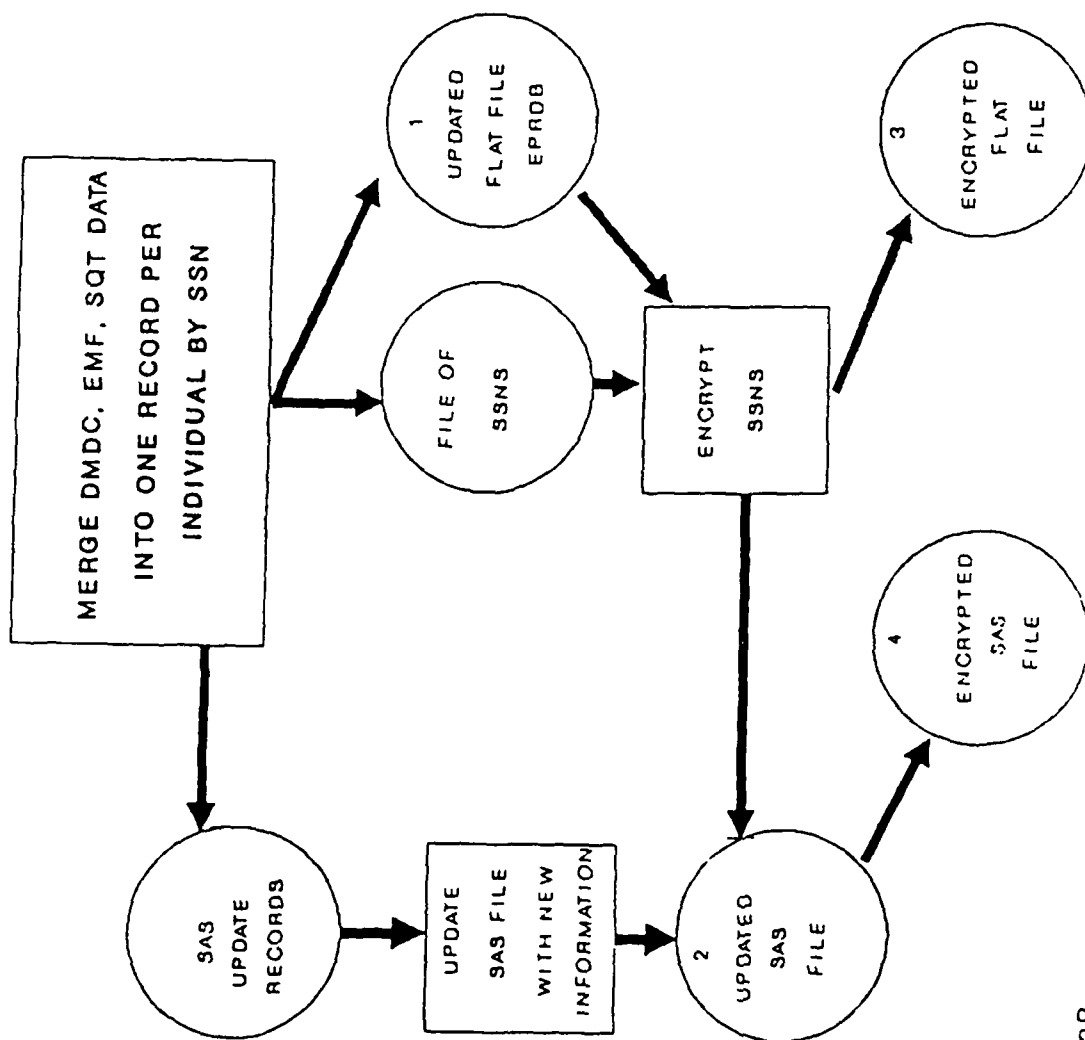 MERGE DMDC, EMF, SQT DATA
INTO ONE RECORD PER
INDIVIDUAL BY SSN
SAS
UPDATE
RECORDS
UPDATE
SAS FILE
WITH NEW
INFORMATION
2
UPDATED
SAS
FILE
FILE OF
SSNS
1
UPDATED
FLAT FILE
EPRDB
ENCRYPT
SSNS
4
ENCRYPTED
SAS
FILE
3
ENCRYPTED
FLAT
FILE